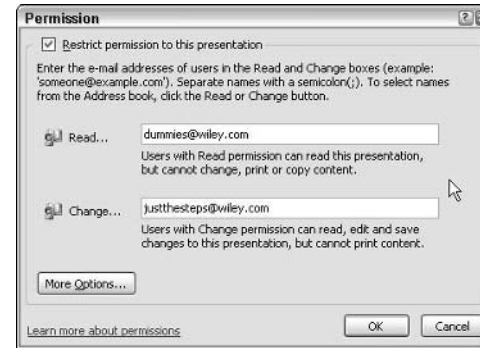 Permission
Restrict permission to this presentation
Enter the e-mail addresses of users in the Read and Change boxes (example:
'someone@example.com'). Separate names with a semicolon(;). To select names
from the Address book, click the Read or Change button.
Read... dummies@wiley.com
Users with Read permission can read this presentation,
but cannot change, print or copy content.
Change... justthesteps@wiley.com
Users with Change permission can read, edit and save
changes to this presentation, but cannot print content.
More Options...
Learn more about permissions OK Cancel